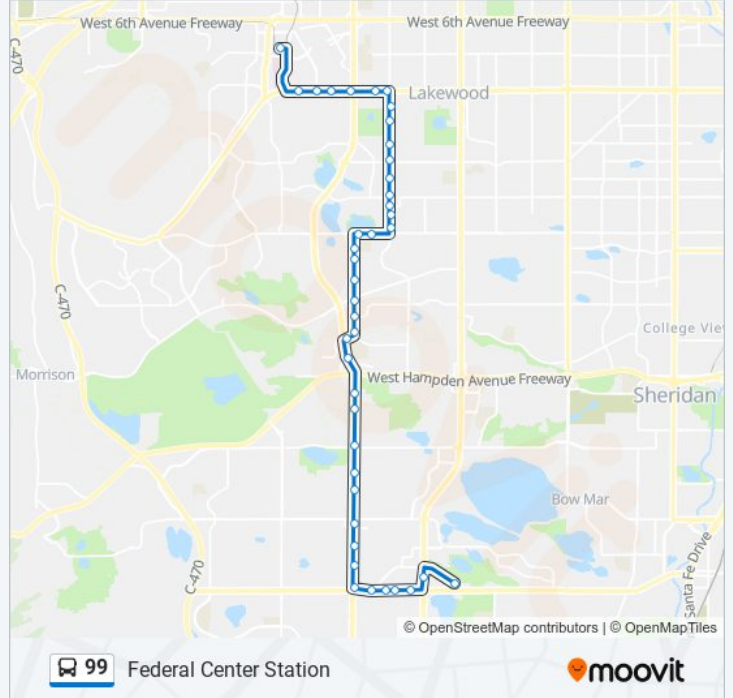 West 6th Avenue Freeway
West 6th Avenue Freeway
C-470
Lakewood
C-470
College Vie
Morrison
West Hampden Avenue Freeway
Sheridan
Bow Mar
C-470
Santa Fe Drive
© OpenStreetMap contributors | © OpenMapTiles
99 Federal Center Station
moovit